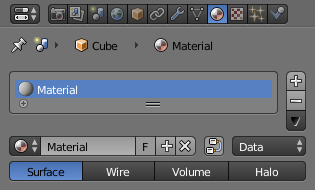 Cube Material
Material
Material F Data
Surface Wire Volume Halo